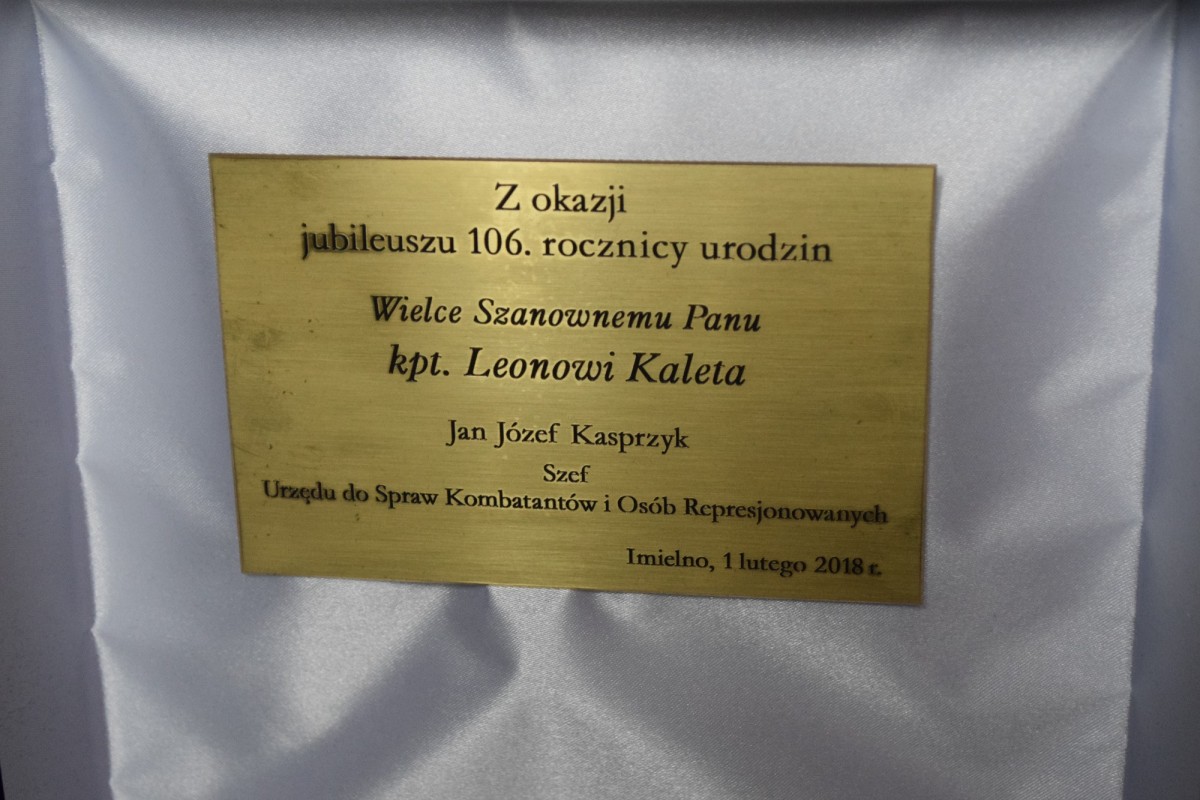 Z okazji
jubileuszu 106. rocznicy urodzin
Wielce Szanownemu Panu
kpt. Leonowi Kaleta
Jan Józef Kasprzyk
Szef
Urzędu do Spraw Kombatantów i Osób Represjonowanych
Imielno, 1 lutego 2018 r.